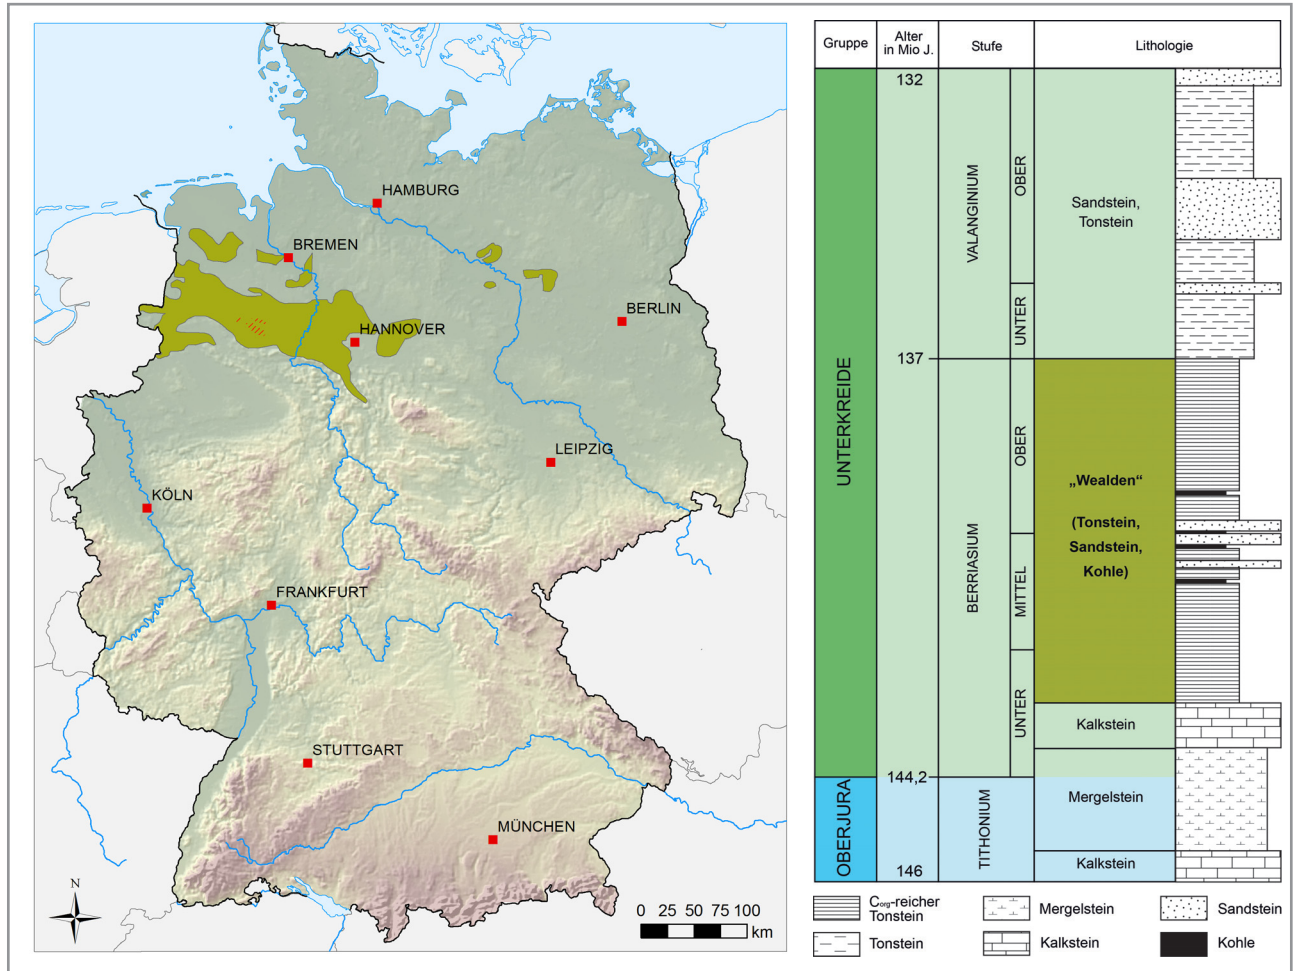 HAMBURG
BREMEN
BERLIN
HANNOVER
LEIPZIG
KÖLN
FRANKFURT
STUTTGART
MÜNCHEN
N
0 25 50 75 100
km
Gruppe
Alter
in Mio J.
Stufe
Lithologie
UNTERKREIDE
OBERJURA
132
137
144,2
146
VALANGINIUM
BERRIASIUM
TITHONIUM
OBER
UNTER
OBER
MITTEL
UNTER
Sandstein,
Tonstein
„Wealden“
(Tonstein,
Sandstein,
Kohle)
Kalkstein
Mergelstein
Kalkstein
Corg-reicher
Tonstein
Mergelstein
Sandstein
Tonstein
Kalkstein
Kohle